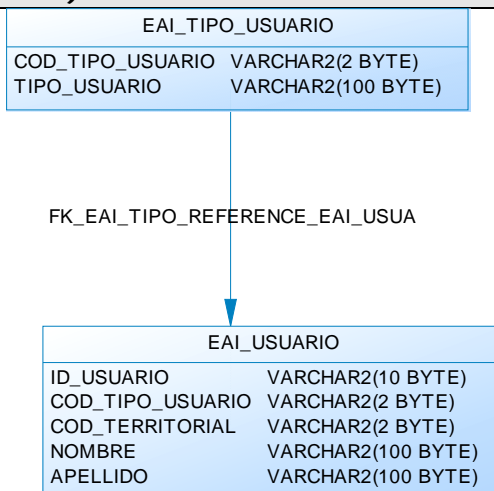 EAI_TIPO_USUARIO
COD_TIPO_USUARIO VARCHAR2(2 BYTE)
TIPO_USUARIO VARCHAR2(100 BYTE)
FK_EAI_TIPO_REFERENCE_EAI_USUA
EAI_USUARIO
ID_USUARIO VARCHAR2(10 BYTE)
COD_TIPO_USUARIO VARCHAR2(2 BYTE)
COD_TERRITORIAL VARCHAR2(2 BYTE)
NOMBRE VARCHAR2(100 BYTE)
APELLIDO VARCHAR2(100 BYTE)